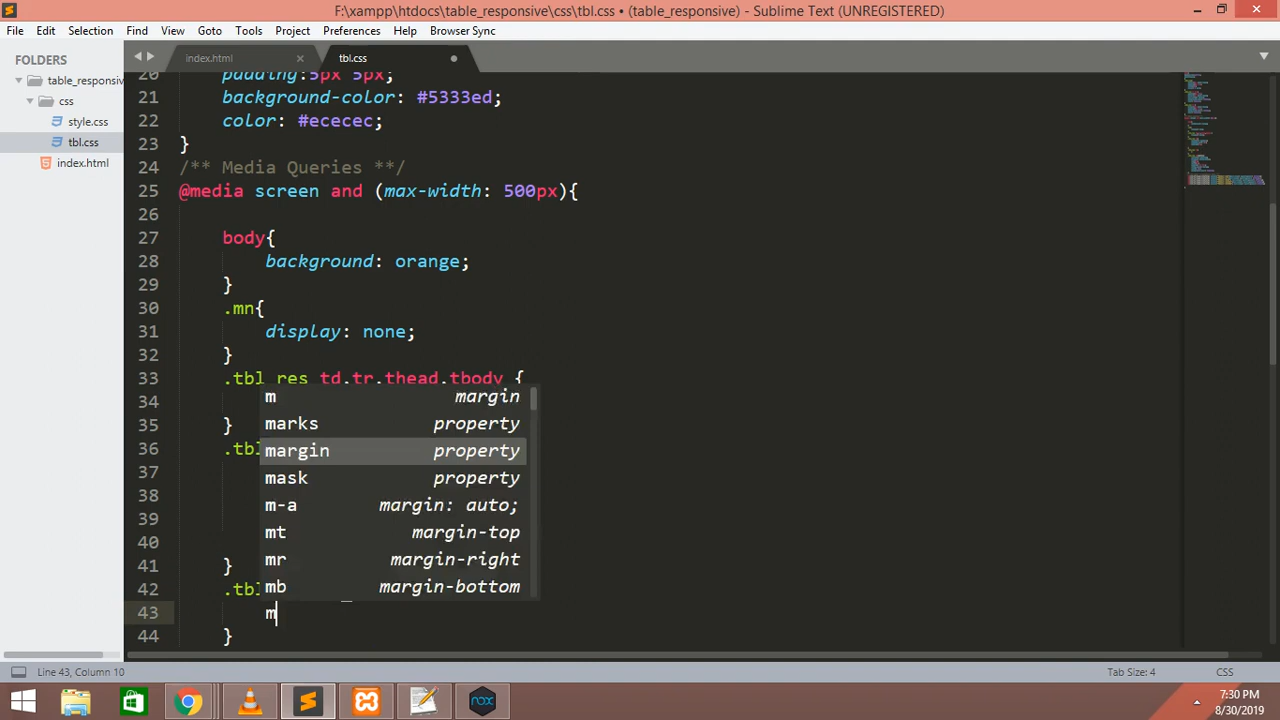 F:\xampp\htdocs\table_responsive\css\tbl.css • (table_responsive) - Sublime Text (UNREGISTERED)
File Edit Selection Find View Goto Tools Project Preferences Help Browser Sync
FOLDERS
table_responsiv
css
style.css
tbl.css
index.html
index.html
tbl.css
20 padding:5px 5px;
21 background-color: #5333ed;
22 color: #ececec;
23 }
24 /** Media Queries **/
25 @media screen and (max-width: 500px){
26
27 body{
28 background: orange;
29 }
30 .mn{
31 display: none;
32 }
33 .tbl_res td,tr,thead,tbody {
34
35 }
36 .tbl
37
38
39
40
41 }
42 .tbl
43 m
44 }
m margin
marks property
margin property
mask property
m-a margin: auto;
mt margin-top
mr margin-right
mb margin-bottom
Line 43, Column 10
Tab Size: 4
CSS
7:30 PM
8/30/2019